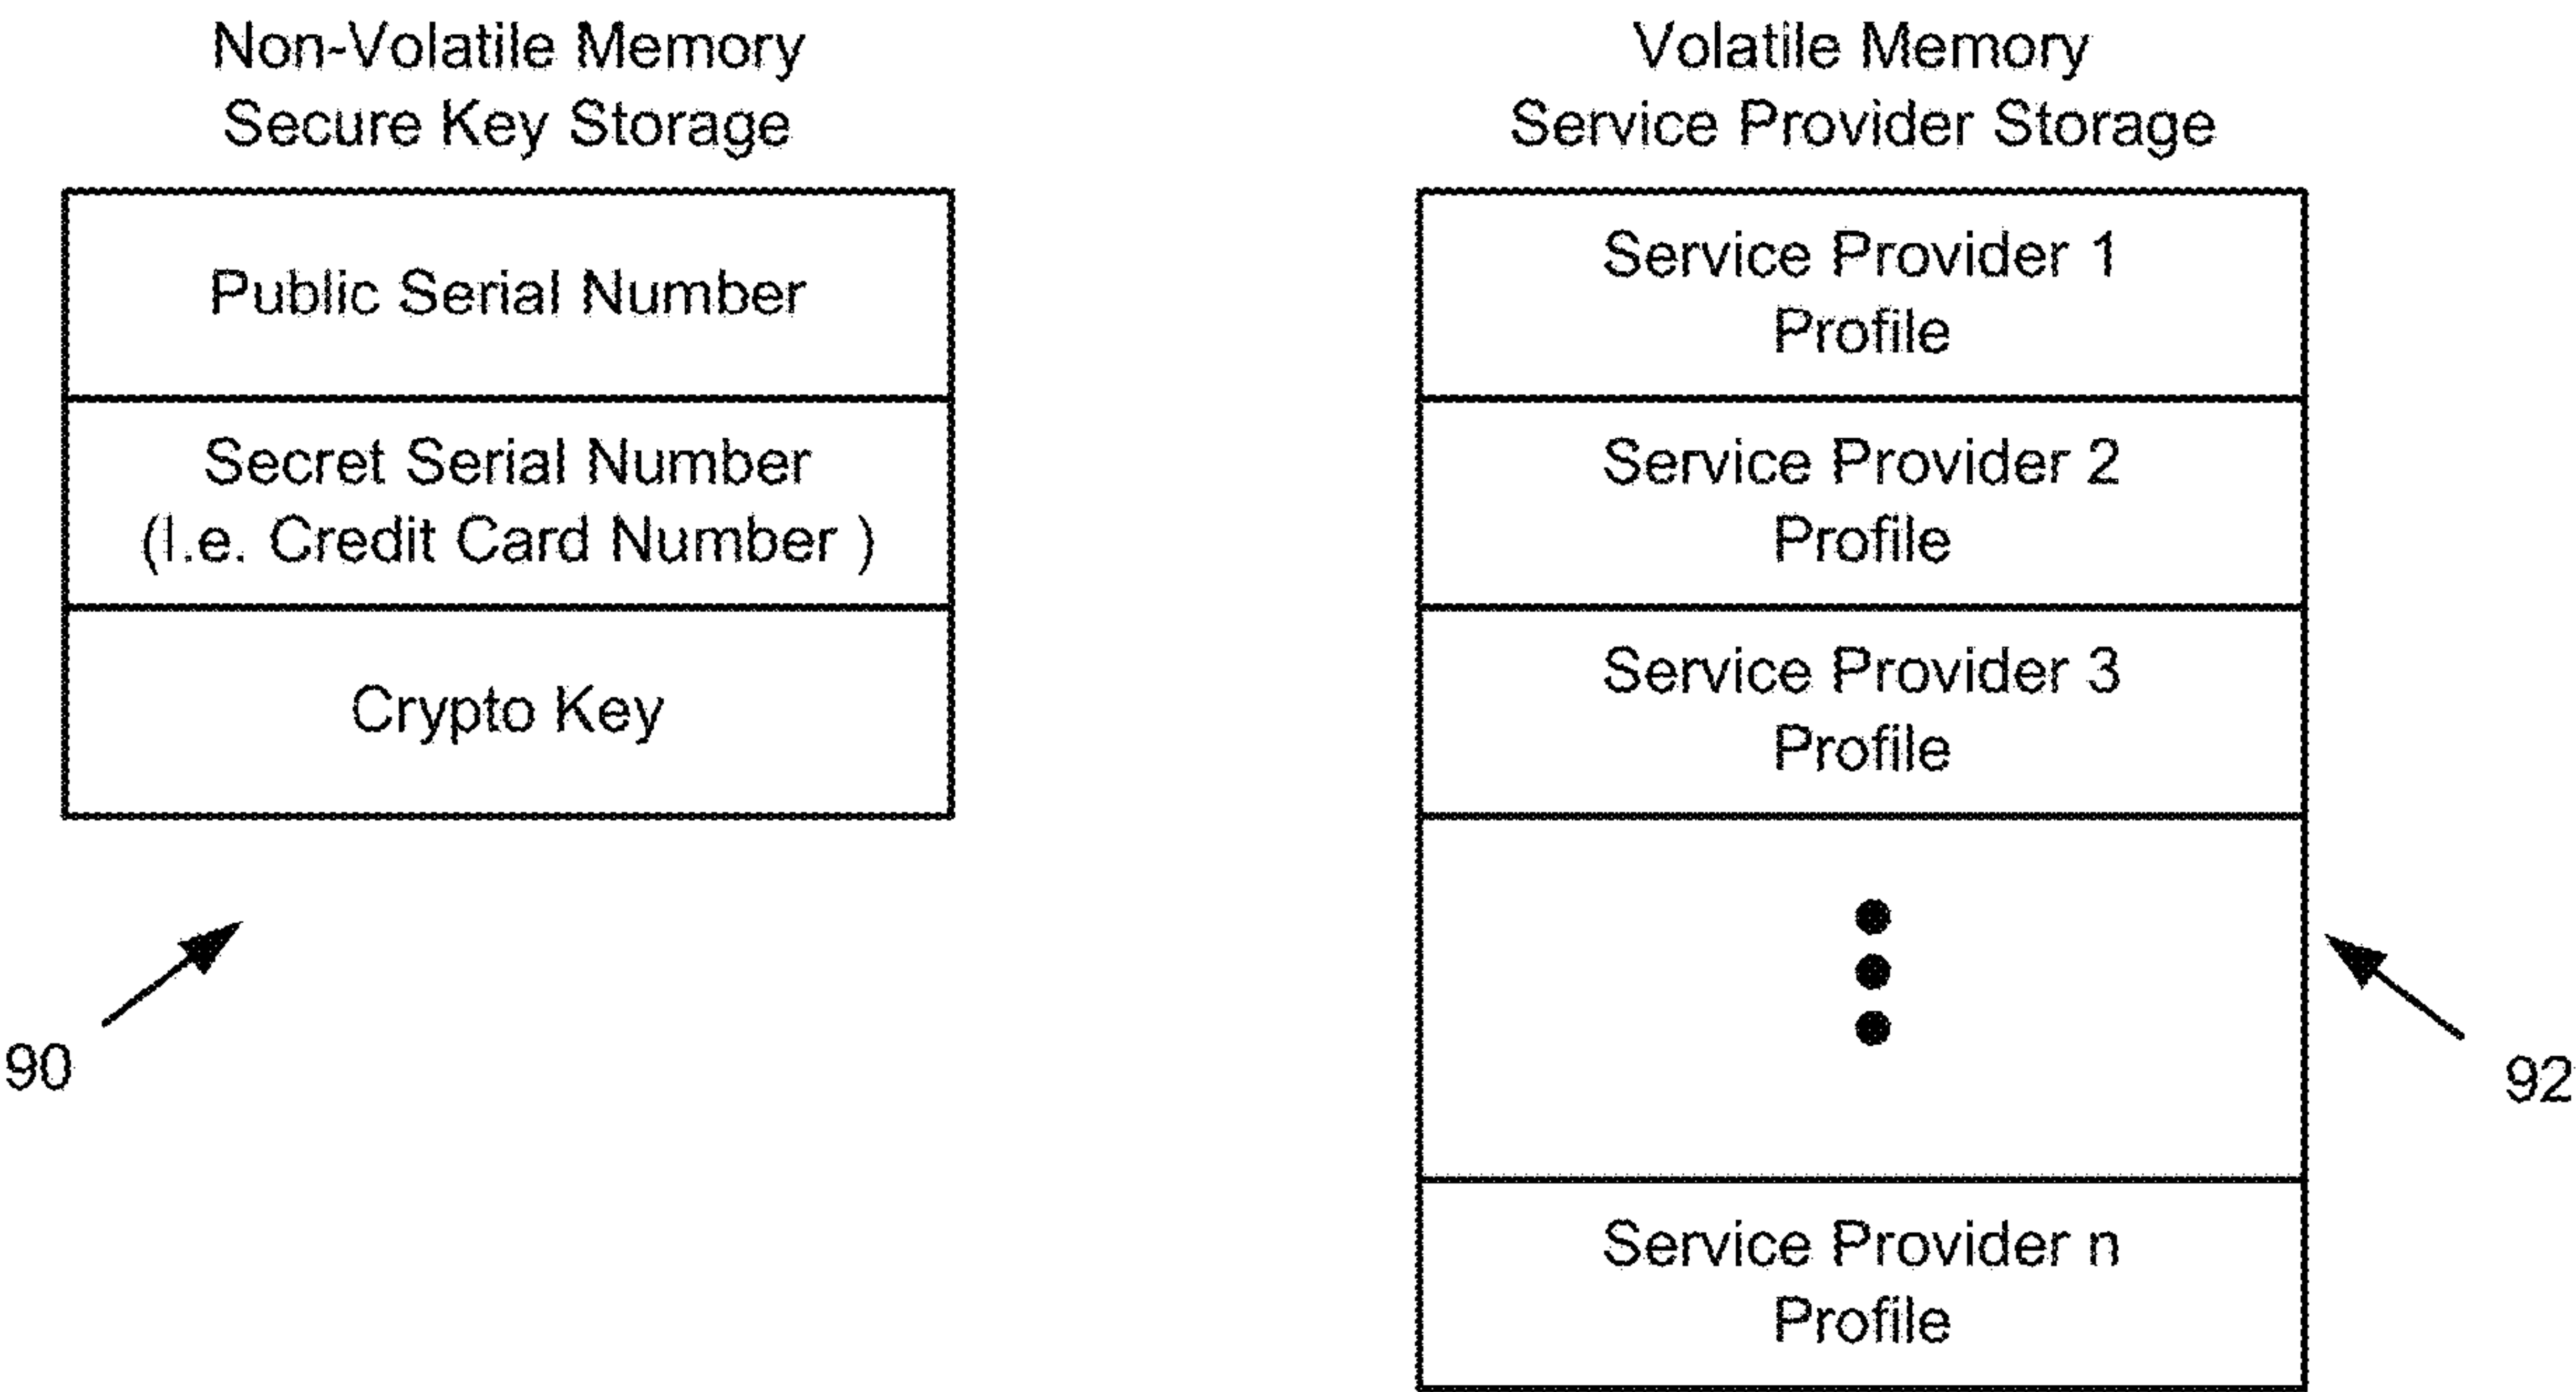 Non-Volatile Memory
Secure Key Storage
Public Serial Number
Secret Serial Number
(I.e. Credit Card Number )
Crypto Key
90
Volatile Memory
Service Provider Storage
Service Provider 1
Profile
Service Provider 2
Profile
Service Provider 3
Profile
Service Provider n
Profile
92